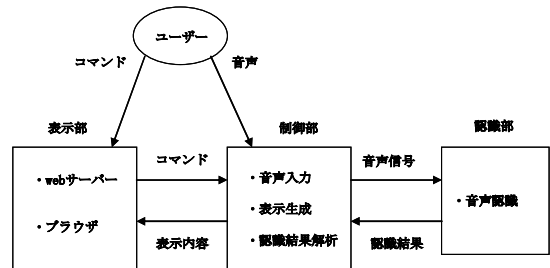 ユーザー
コマンド
音声
表示部
制御部
認識部
・webサーバー
・ブラウザ
コマンド
表示内容
・音声入力
・表示生成
・認識結果解析
音声信号
認識結果
・音声認識